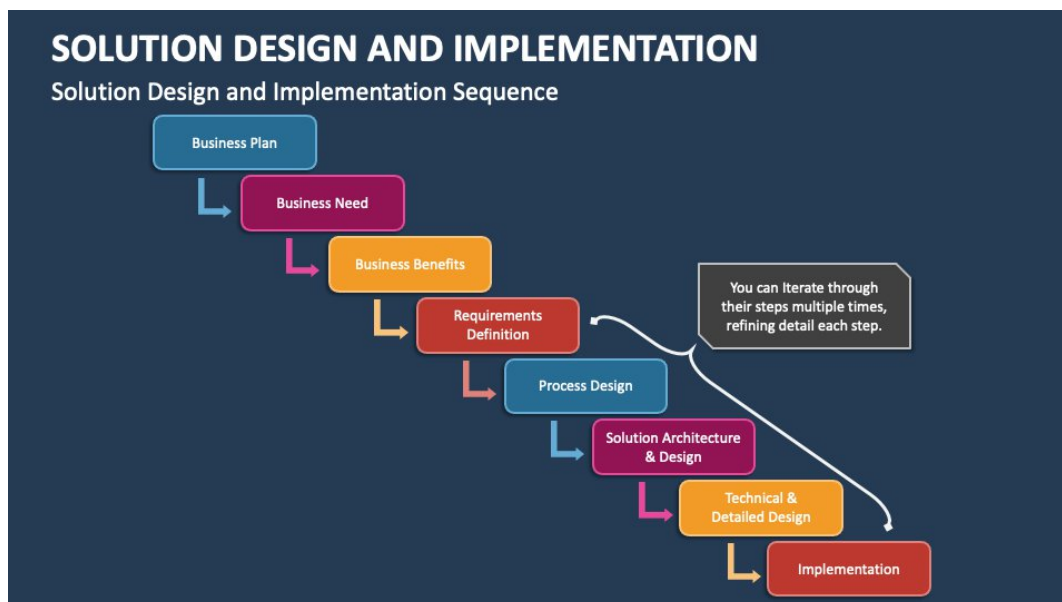 SOLUTION DESIGN AND IMPLEMENTATION
Solution Design and Implementation Sequence
Business Plan
Business Need
Business Benefits
Requirements
Definition
You can Iterate through
their steps multiple times,
refining detail each step.
Process Design
Solution Architecture
& Design
Technical &
Detailed Design
Implementation